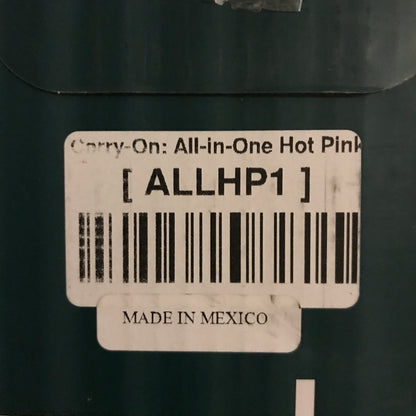 Carry-On: All-in-One Hot Pink
[ ALLHP1 ]
MADE IN MEXICO